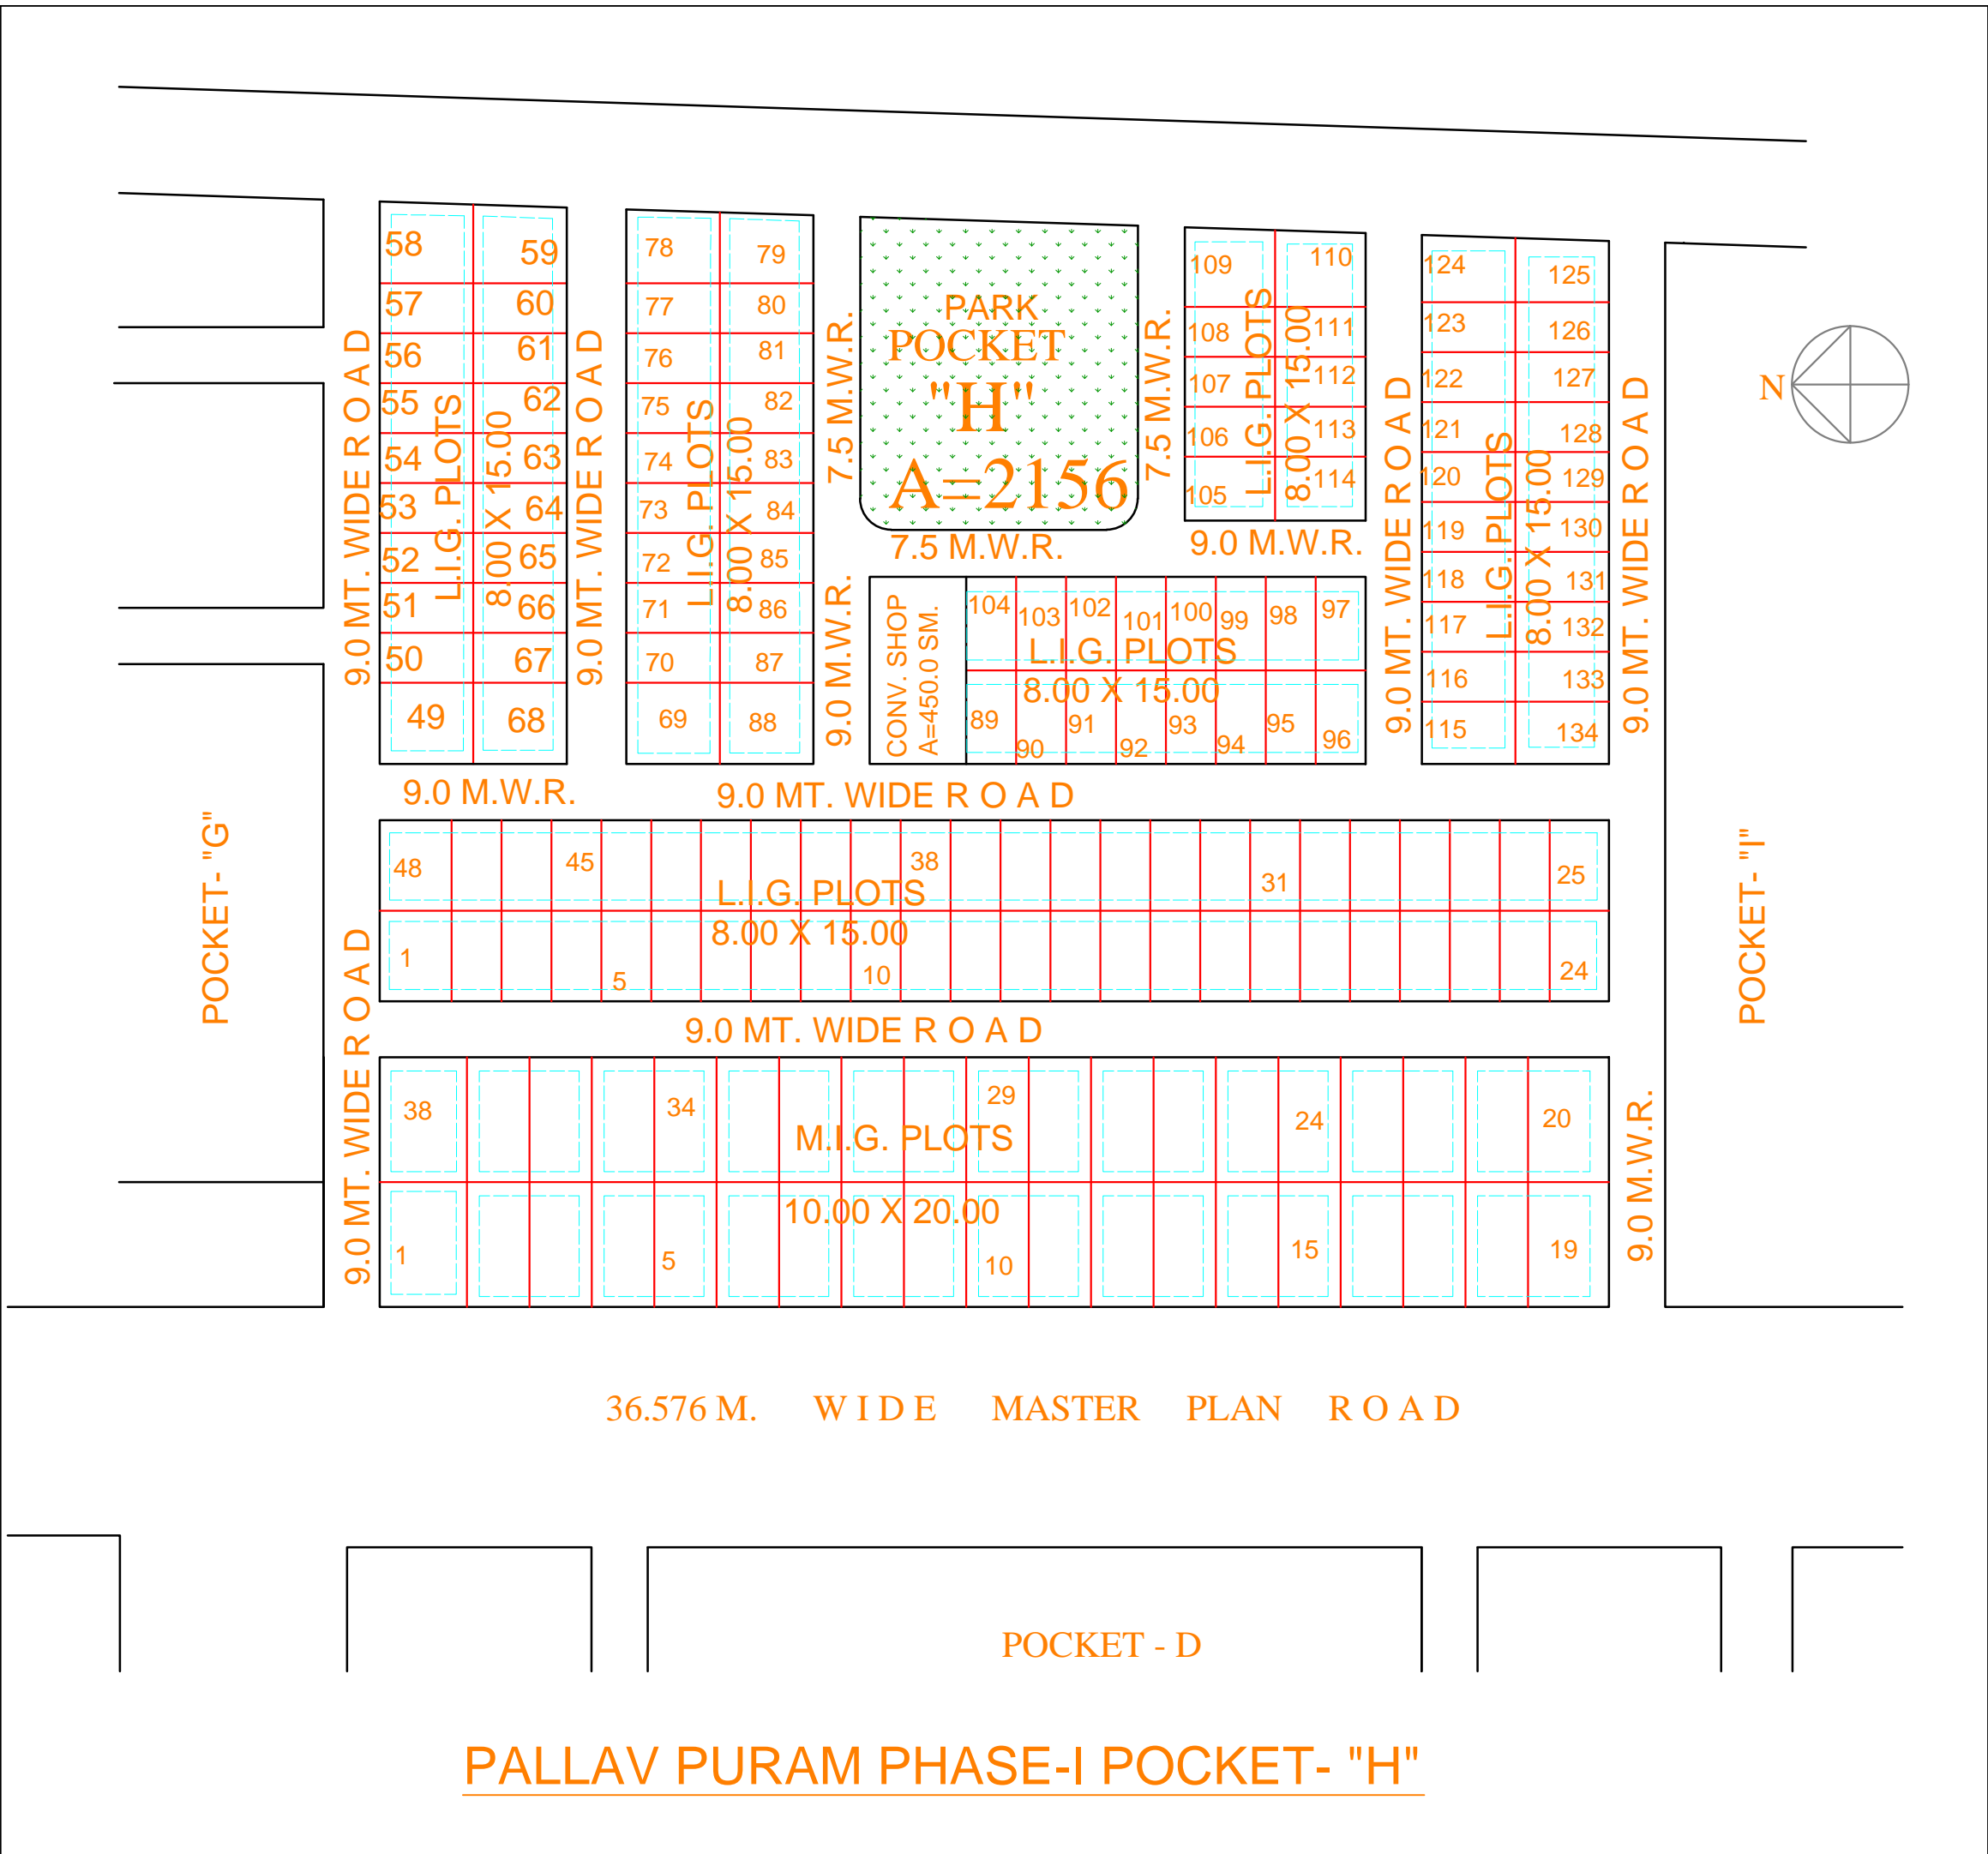 58
59
57
60
56
61
55
62
54
63
53
64
52
65
51
66
50
67
49
68
L.I.G. PLOTS
8.00 X 15.00
9.0 MT. WIDE R O A D
9.0 MT. WIDE R O A D
78
79
77
80
76
81
75
82
74
83
73
84
72
85
71
86
70
87
69
88
L.I.G. PLOTS
8.00 X 15.00
7.5 M.W.R.
9.0 M.W.R.
PARK
POCKET
"H"
A=2156
7.5 M.W.R.
7.5 M.W.R.
109
110
108
111
107
112
106
113
105
114
L.I.G. PLOTS
8.00 X 15.00
9.0 M.W.R.
CONV. SHOP
A=450.0 SM.
104
103
102
101
100
99
98
97
L.I.G. PLOTS
8.00 X 15.00
89
90
91
92
93
94
95
96
9.0 MT. WIDE R O A D
124
125
123
126
122
127
121
128
120
129
119
130
118
131
117
132
116
133
115
134
L.I.G. PLOTS
8.00 X 15.00
9.0 MT. WIDE R O A D
N
9.0 M.W.R.
9.0 MT. WIDE R O A D
POCKET- "G"
48
45
38
31
25
L.I.G. PLOTS
8.00 X 15.00
1
5
10
24
POCKET- "I"
9.0 MT. WIDE R O A D
9.0 MT. WIDE R O A D
38
34
29
24
20
M.I.G. PLOTS
10.00 X 20.00
1
5
10
15
19
9.0 M.W.R.
36.576 M. W I D E MASTER PLAN R O A D
POCKET - D
PALLAV PURAM PHASE-I POCKET- "H"